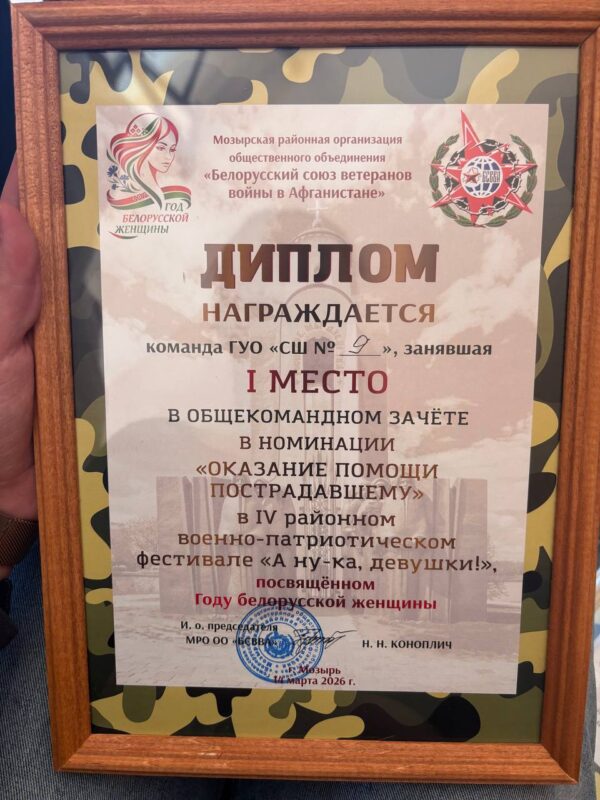 Мозырская районная организация
общественного объединения
«Белорусский союз ветеранов
войны в Афганистане»
ГОД
БЕЛОРУССКОЙ
ЖЕНЩИНЫ
БСВВА
ДИПЛОМ
НАГРАЖДАЕТСЯ
команда ГУО «СШ № 9», занявшая
I МЕСТО
В ОБЩЕКОМАНДНОМ ЗАЧЁТЕ
В НОМИНАЦИИ
«ОКАЗАНИЕ ПОМОЩИ
ПОСТРАДАВШЕМУ»
в IV районном
военно-патриотическом
фестивале «А ну-ка, девушки!»,
посвящённом
Году белорусской женщины
И. о. председателя
МРО ОО «БСВВА»
Н. Н. КОНОПЛИЧ
г. Мозырь
14 марта 2026 г.